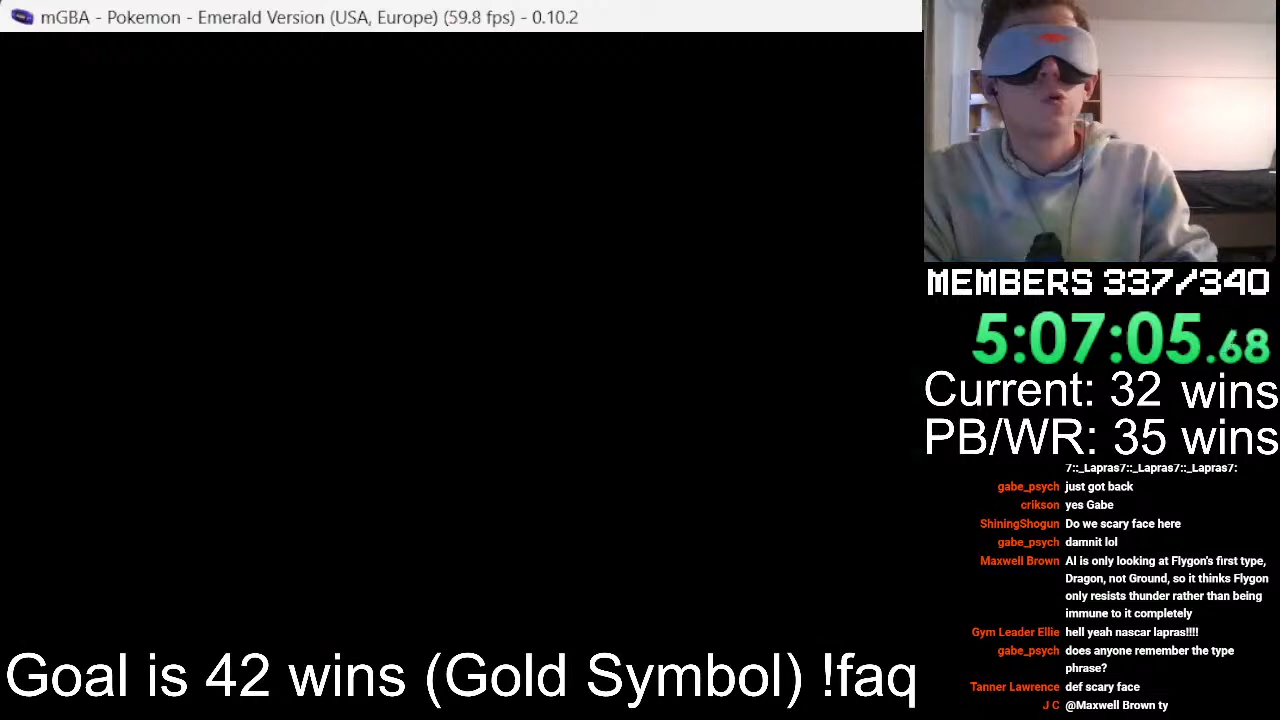 mGBA - Pokemon - Emerald Version (USA, Europe) (59.8 fps) - 0.10.2
MEMBERS 337/340
5:07:05.68
Current: 32 wins
PB/WR: 35 wins
7::_Lapras7::_Lapras7::_Lapras7:
gabe_psych just got back
crikson yes Gabe
ShiningShogun Do we scary face here
gabe_psych damnit lol
Maxwell Brown AI is only looking at Flygon's first type,
Dragon, not Ground, so it thinks Flygon
only resists thunder rather than being
immune to it completely
Gym Leader Ellie hell yeah nascar lapras!!!!
gabe_psych does anyone remember the type
phrase?
Tanner Lawrence def scary face
J C @Maxwell Brown ty
Goal is 42 wins (Gold Symbol) !faq